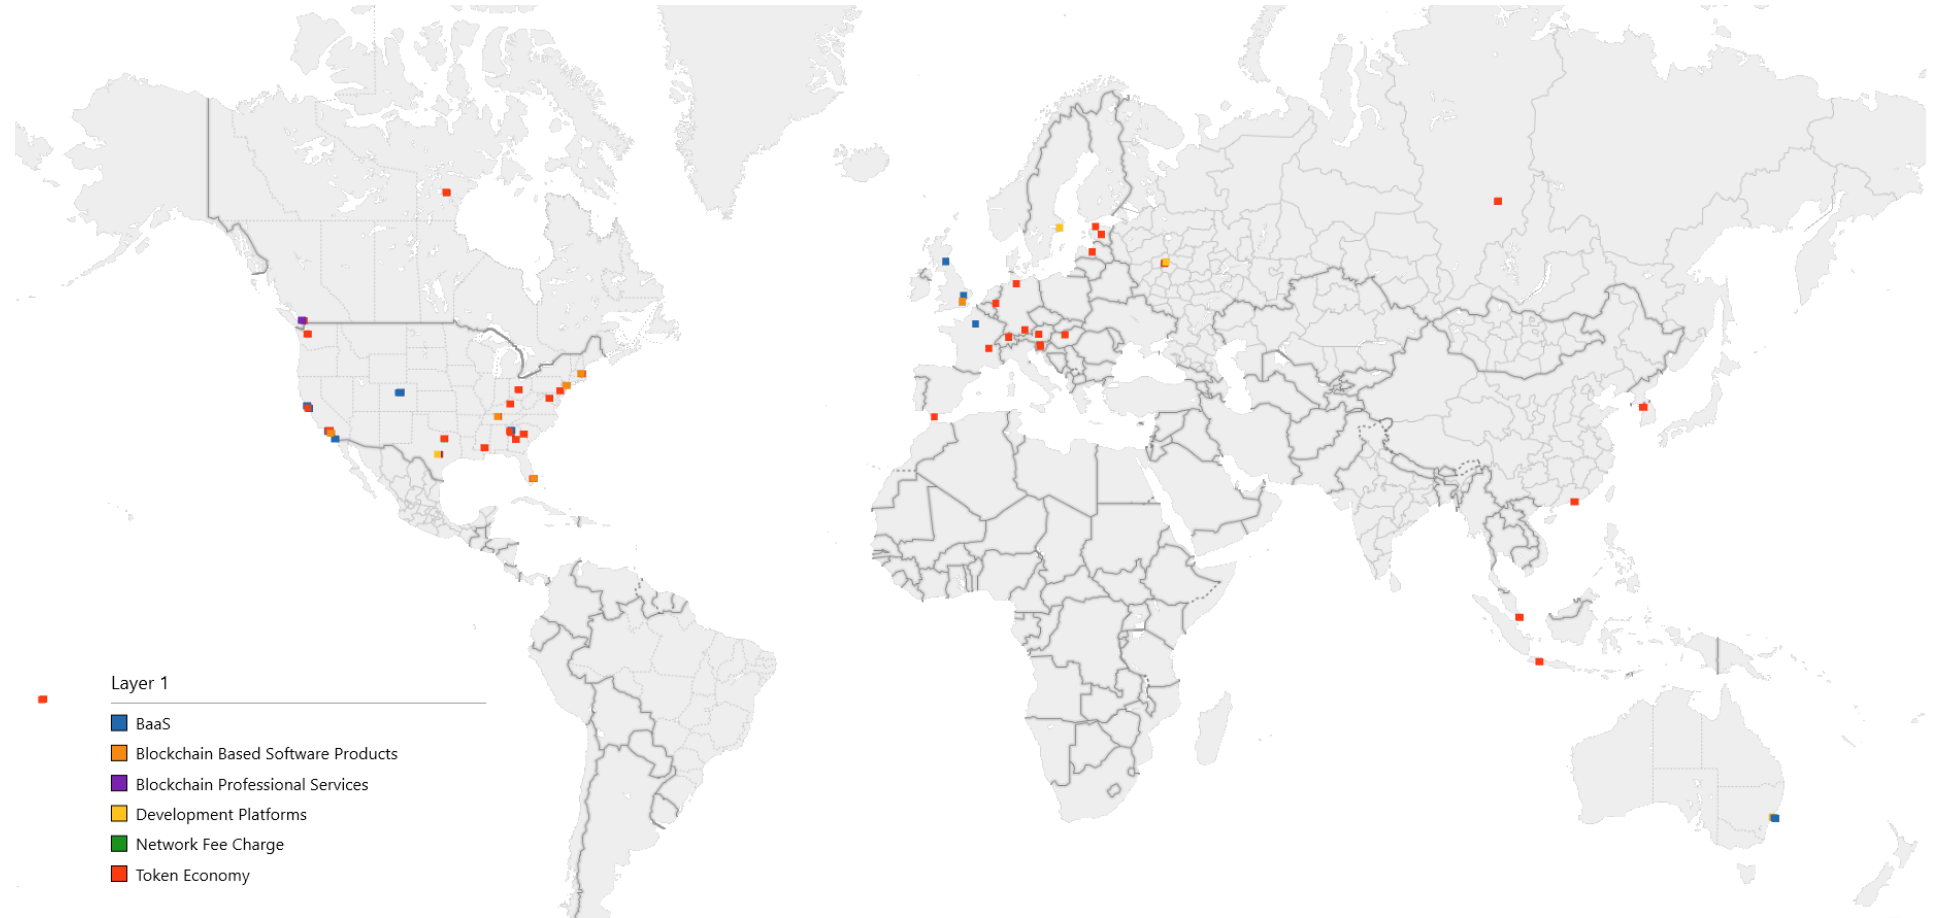 Layer 1
BaaS
Blockchain Based Software Products
Blockchain Professional Services
Development Platforms
Network Fee Charge
Token Economy